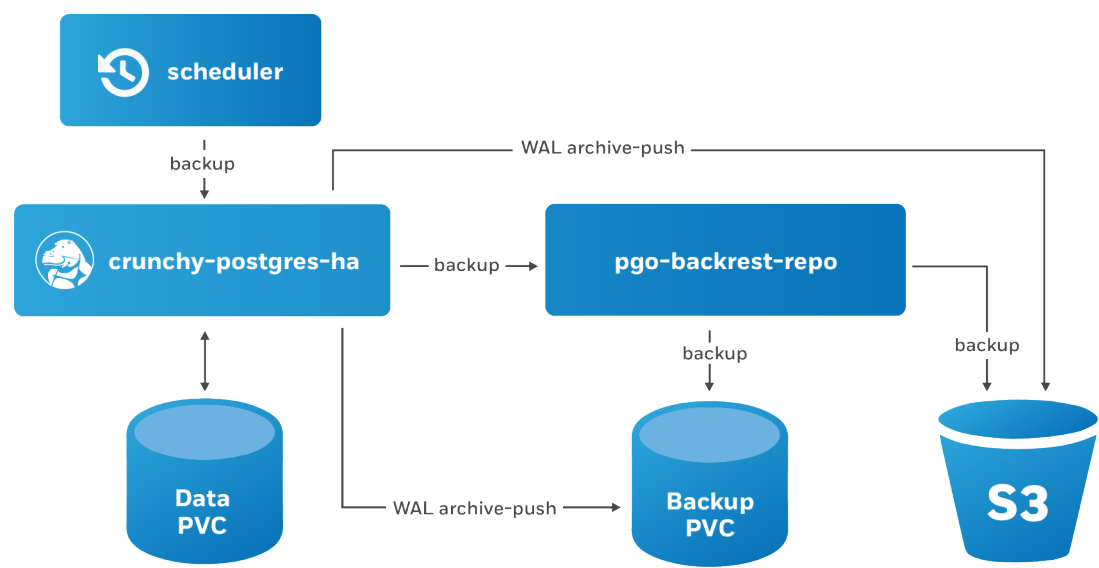 scheduler
backup
WAL archive-push
crunchy-postgres-ha
backup
pgo-backrest-repo
backup
backup
Data
PVC
WAL archive-push
Backup
PVC
S3